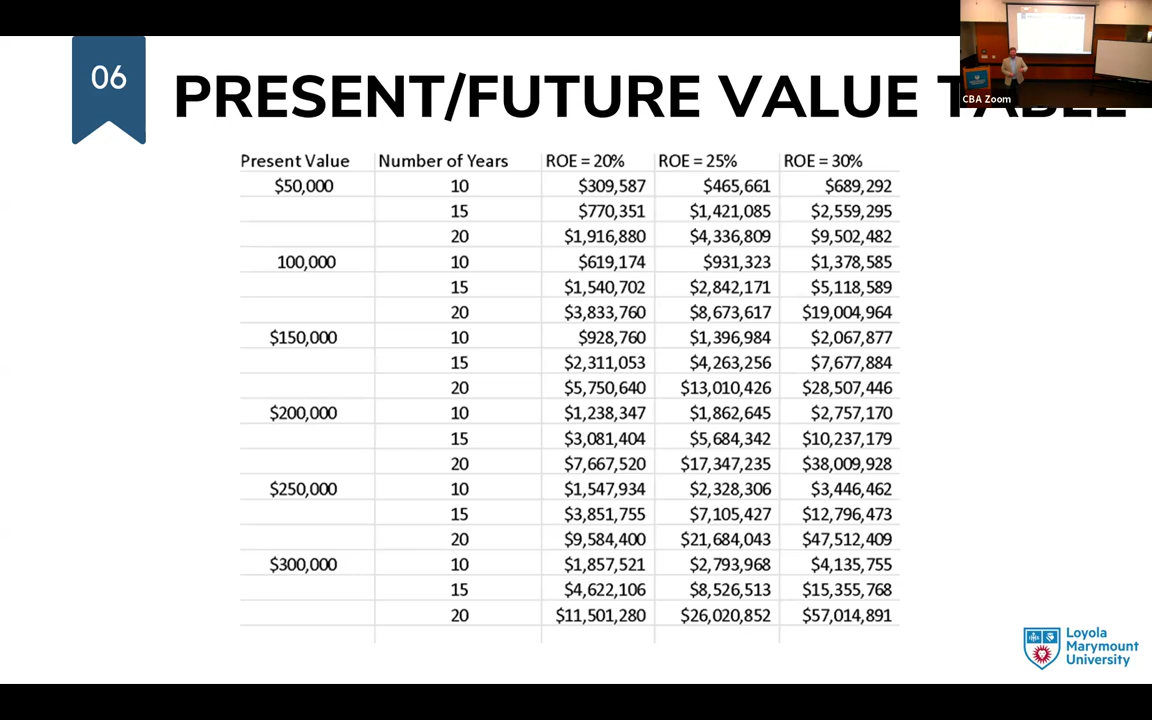 06
PRESENT/FUTURE VALUE TABLE
CBA Zoom
Present Value Number of Years ROE = 20% ROE = 25% ROE = 30%
$50,000 10 $309,587 $465,661 $689,292
15 $770,351 $1,421,085 $2,559,295
20 $1,916,880 $4,336,809 $9,502,482
100,000 10 $619,174 $931,323 $1,378,585
15 $1,540,702 $2,842,171 $5,118,589
20 $3,833,760 $8,673,617 $19,004,964
$150,000 10 $928,760 $1,396,984 $2,067,877
15 $2,311,053 $4,263,256 $7,677,884
20 $5,750,640 $13,010,426 $28,507,446
$200,000 10 $1,238,347 $1,862,645 $2,757,170
15 $3,081,404 $5,684,342 $10,237,179
20 $7,667,520 $17,347,235 $38,009,928
$250,000 10 $1,547,934 $2,328,306 $3,446,462
15 $3,851,755 $7,105,427 $12,796,473
20 $9,584,400 $21,684,043 $47,512,409
$300,000 10 $1,857,521 $2,793,968 $4,135,755
15 $4,622,106 $8,526,513 $15,355,768
20 $11,501,280 $26,020,852 $57,014,891
Loyola
Marymount
University